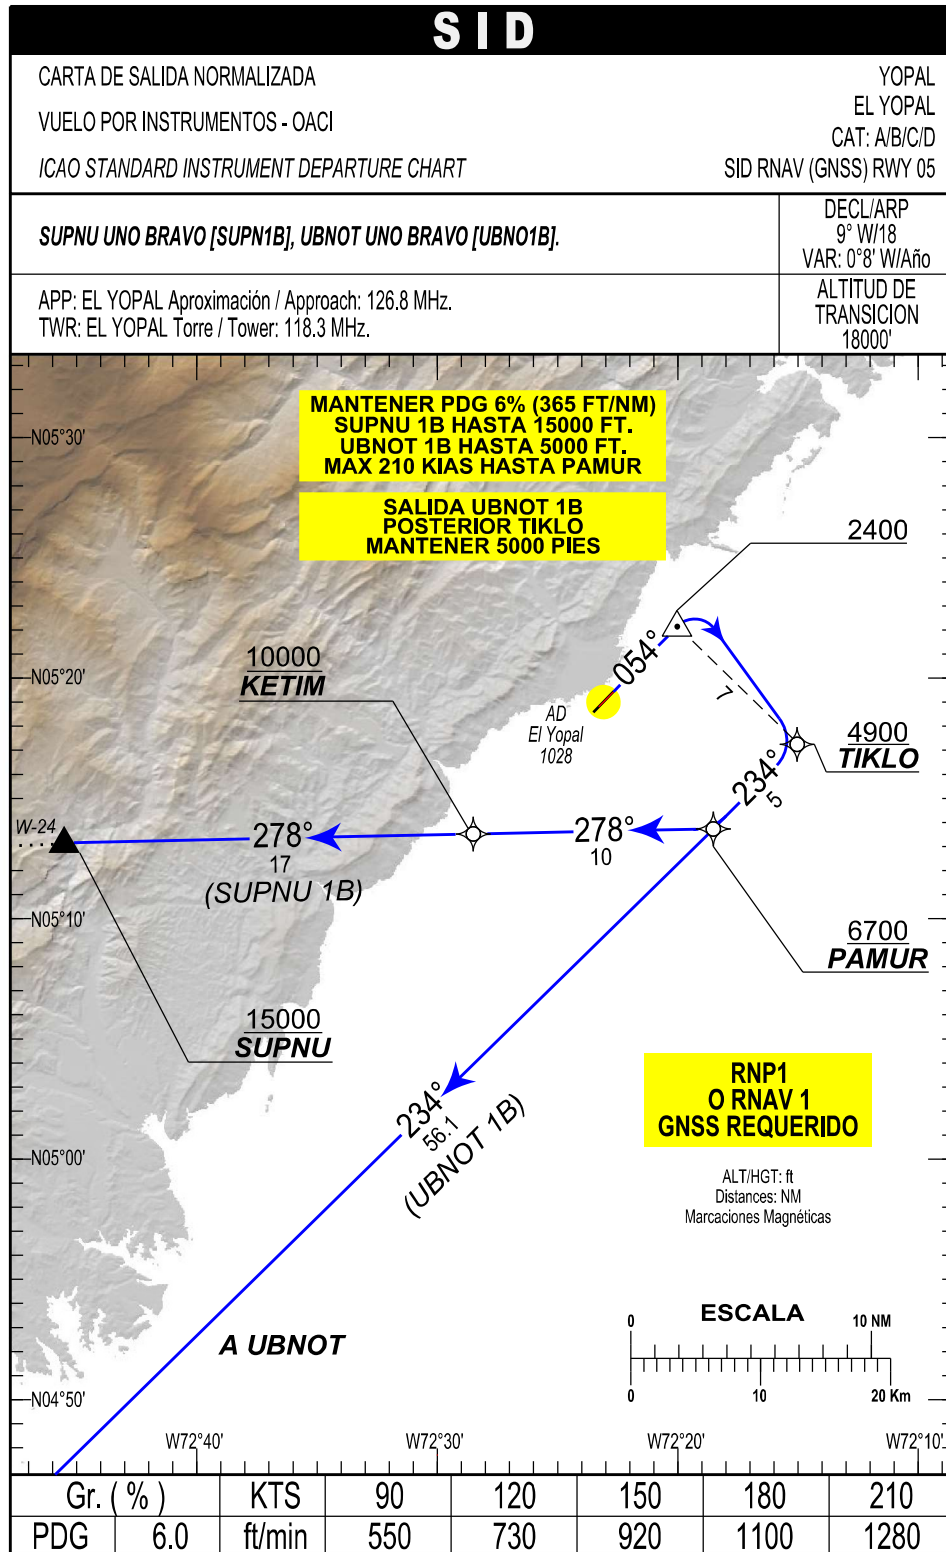 SID
CARTA DE SALIDA NORMALIZADA
VUELO POR INSTRUMENTOS - OACI
ICAO STANDARD INSTRUMENT DEPARTURE CHART
YOPAL
EL YOPAL
CAT: A/B/C/D
SID RNAV (GNSS) RWY 05
SUPNU UNO BRAVO [SUPN1B], UBNOT UNO BRAVO [UBNO1B].
DECL/ARP
9° W/18
VAR: 0°8' W/Año
APP: EL YOPAL Aproximación / Approach: 126.8 MHz.
TWR: EL YOPAL Torre / Tower: 118.3 MHz.
ALTITUD DE
TRANSICION
18000'
MANTENER PDG 6% (365 FT/NM)
SUPNU 1B HASTA 15000 FT.
UBNOT 1B HASTA 5000 FT.
MAX 210 KIAS HASTA PAMUR
SALIDA UBNOT 1B
POSTERIOR TIKLO
MANTENER 5000 PIES
N05°30'
2400
054°
N05°20'
10000
KETIM
7
AD
El Yopal
1028
4900
TIKLO
234°
5
W-24
278°
17
(SUPNU 1B)
278°
10
N05°10'
6700
PAMUR
15000
SUPNU
234°
56.1
(UBNOT 1B)
RNP1
O RNAV 1
GNSS REQUERIDO
N05°00'
ALT/HGT: ft
Distances: NM
Marcaciones Magnéticas
A UBNOT
ESCALA
0 10 NM
0 10 20 Km
N04°50'
W72°40' W72°30' W72°20' W72°10'
Gr. ( % ) KTS 90 120 150 180 210
PDG 6.0 ft/min 550 730 920 1100 1280